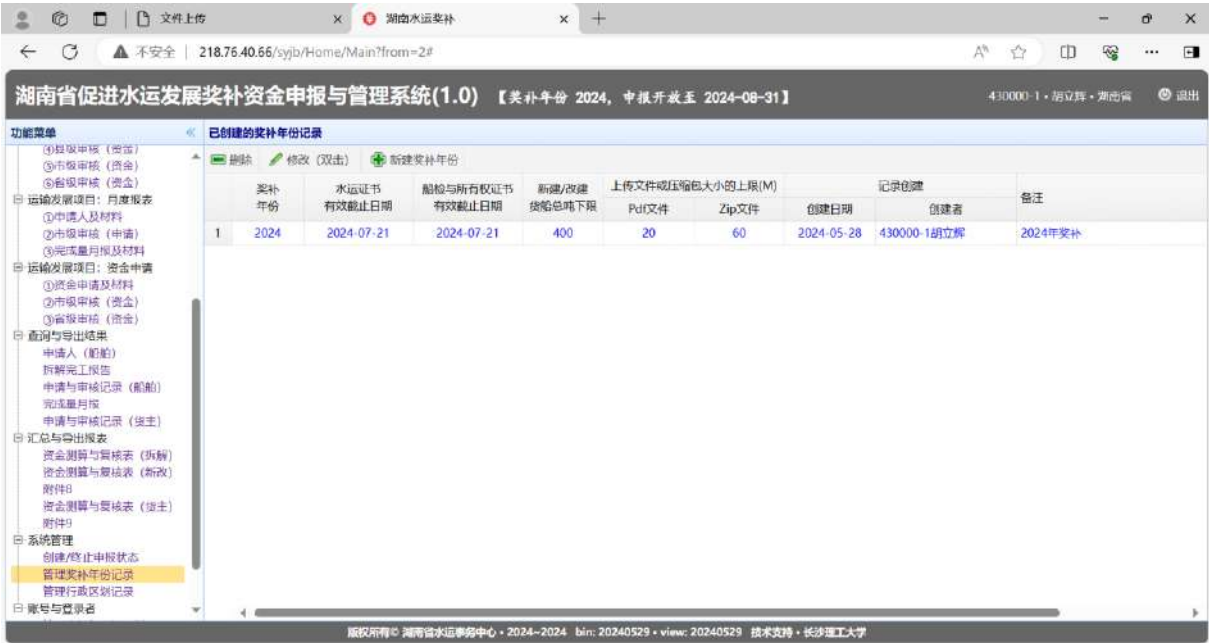 文件上传
湖南水运奖补
不安全 218.76.40.66/syjb/Home/Main?from=2#
湖南省促进水运发展奖补资金申报与管理系统(1.0) 【奖补年份 2024, 申报开放至 2024-08-31】 430000-1・胡立辉・湖南省 退出
功能菜单
④县级审核（资金）
⑤市级审核（资金）
⑥省级审核（资金）
运输发展项目：月度报表
①申请人及材料
②市级审核（申请）
③完成量月报及材料
运输发展项目：资金申请
①资金申请及材料
②市级审核（资金）
③省级审核（资金）
查询与导出结果
申请人（船舶）
拆解完工报告
申请与审核记录（船舶）
完成量月报
申请与审核记录（货主）
汇总与导出报表
资金测算与复核表（拆解）
资金测算与复核表（新改）
附件8
资金测算与复核表（货主）
附件9
系统管理
创建/终止申报状态
管理奖补年份记录
管理行政区划记录
账号与登录者
已创建的奖补年份记录
删除 修改（双击） 新建奖补年份
奖补年份 水运证书有效截止日期 船检与所有权证书有效截止日期 新建/改建货船总吨下限 上传文件或压缩包大小的上限(M) 记录创建 备注
Pdf文件 Zip文件 创建日期 创建者
1 2024 2024-07-21 2024-07-21 400 20 60 2024-05-28 430000-1胡立辉 2024年奖补
版权所有© 湖南省水运事务中心・2024~2024 bin: 20240529・view: 20240529 技术支持・长沙理工大学